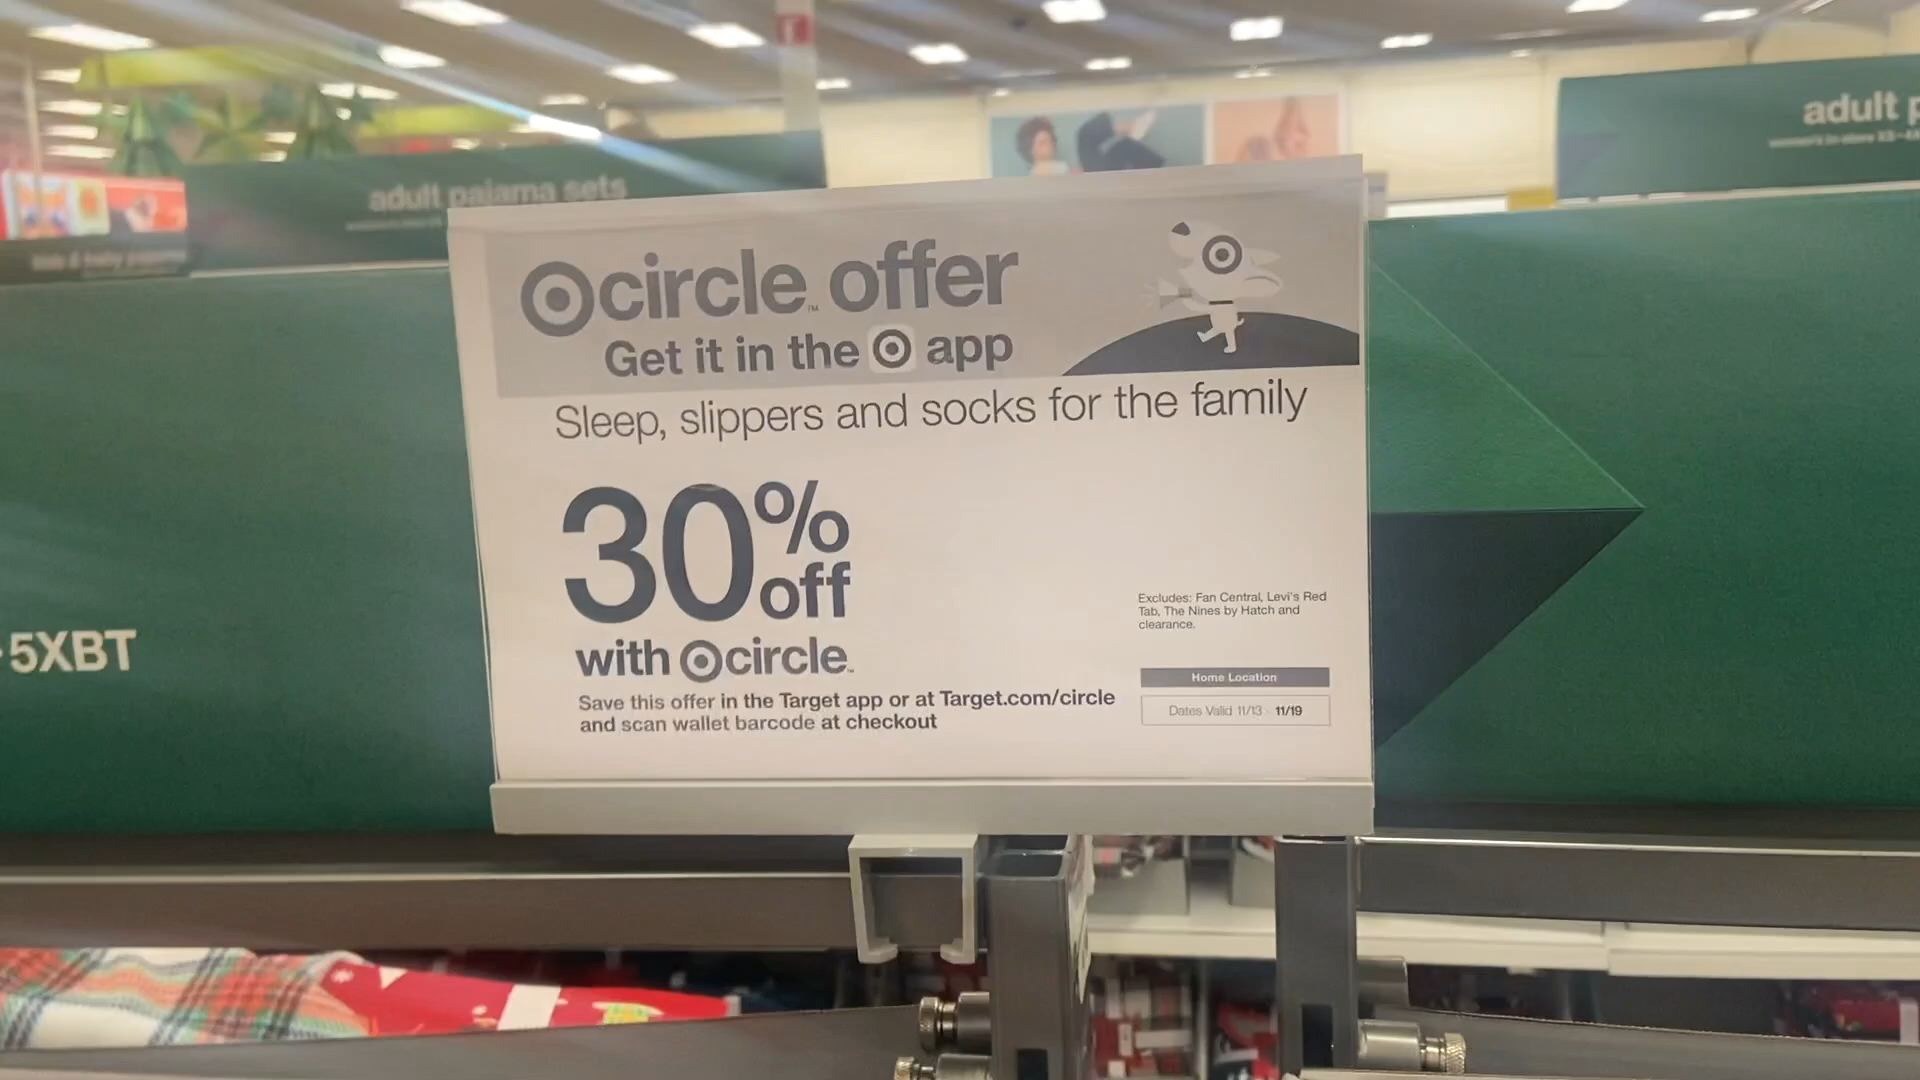 adult pajama sets
adult
circle™ offer
Get it in the app
Sleep, slippers and socks for the family
30%
off
with circle™
Save this offer in the Target app or at Target.com/circle
and scan wallet barcode at checkout
Excludes: Fan Central, Levi's Red
Tab, The Nines by Hatch and
clearance.
Home Location
Dates Valid 11/13 - 11/19
5XBT